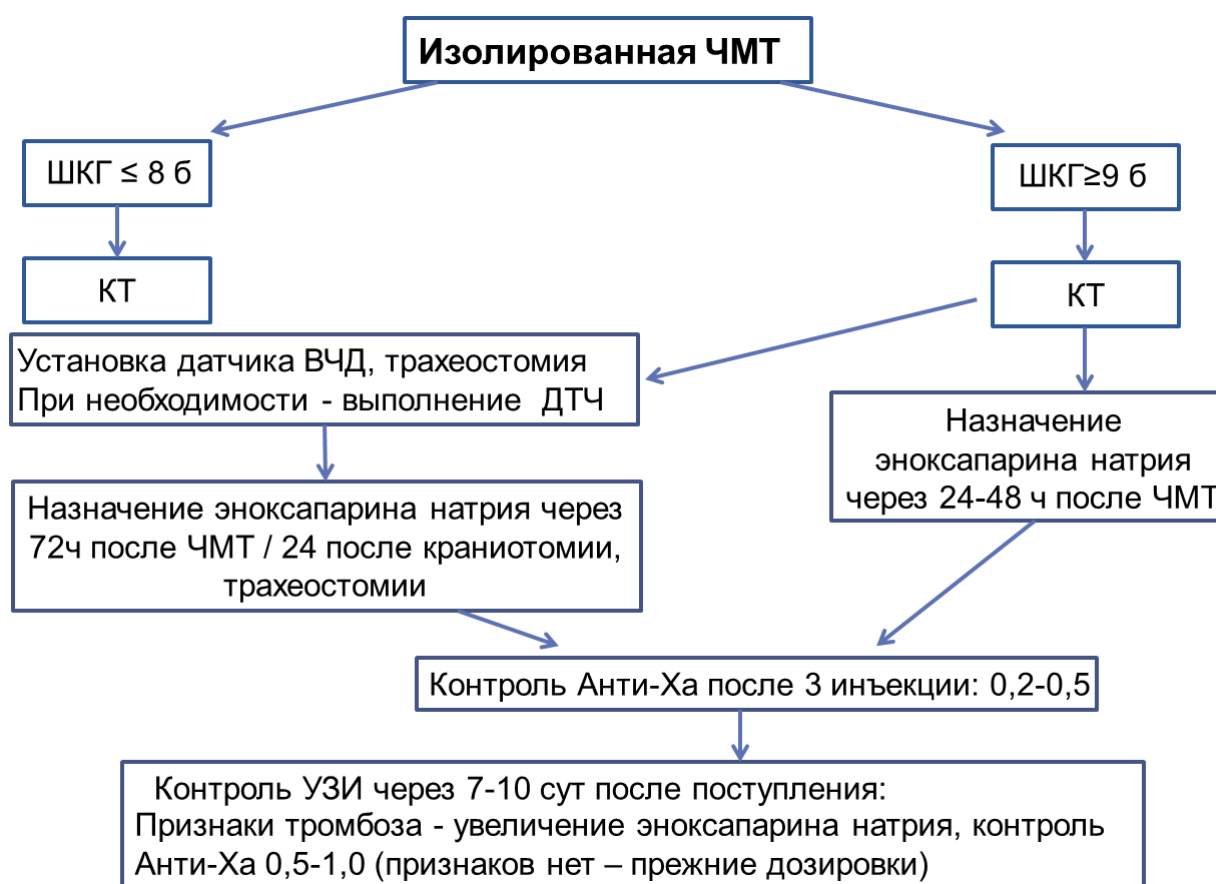 Изолированная ЧМТ
ШКГ ≤ 8 б
ШКГ≥9 б
КТ
КТ
Установка датчика ВЧД, трахеостомия
При необходимости - выполнение ДТЧ
Назначение
эноксапарина натрия
через 24-48 ч после ЧМТ
Назначение эноксапарина натрия через
72ч после ЧМТ / 24 после краниотомии,
трахеостомии
Контроль Анти-Ха после 3 инъекции: 0,2-0,5
Контроль УЗИ через 7-10 сут после поступления:
Признаки тромбоза - увеличение эноксапарина натрия, контроль
Анти-Ха 0,5-1,0 (признаков нет – прежние дозировки)